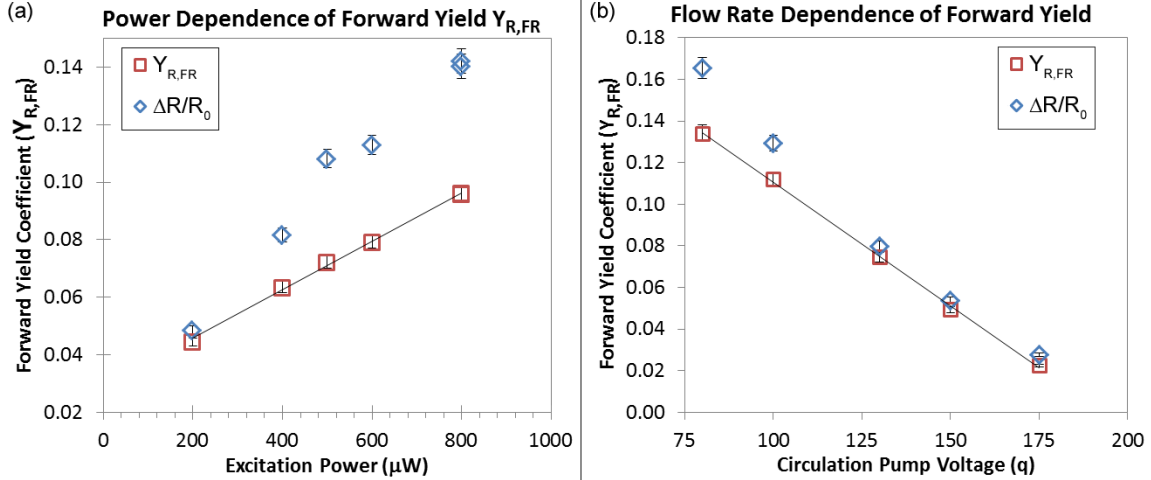 (a)
Power Dependence of Forward Yield Y_R,FR
Forward Yield Coefficient (Y_R,FR)
0.14
0.12
0.10
0.08
0.06
0.04
0.02
Y_R,FR
ΔR/R_0
0 200 400 600 800 1000
Excitation Power (μW)
(b)
Flow Rate Dependence of Forward Yield
Forward Yield Coefficient (Y_R,FR)
0.18
0.16
0.14
0.12
0.10
0.08
0.06
0.04
0.02
0.00
Y_R,FR
ΔR/R_0
75 100 125 150 175 200
Circulation Pump Voltage (q)